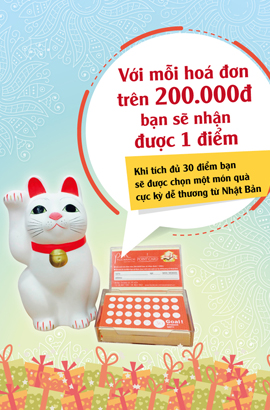 Với mỗi hoá đơn
trên 200.000đ
bạn sẽ nhận
được 1 điểm
Khi tích đủ 30 điểm bạn
sẽ được chọn một món quà
cực kỳ dễ thương từ Nhật Bản